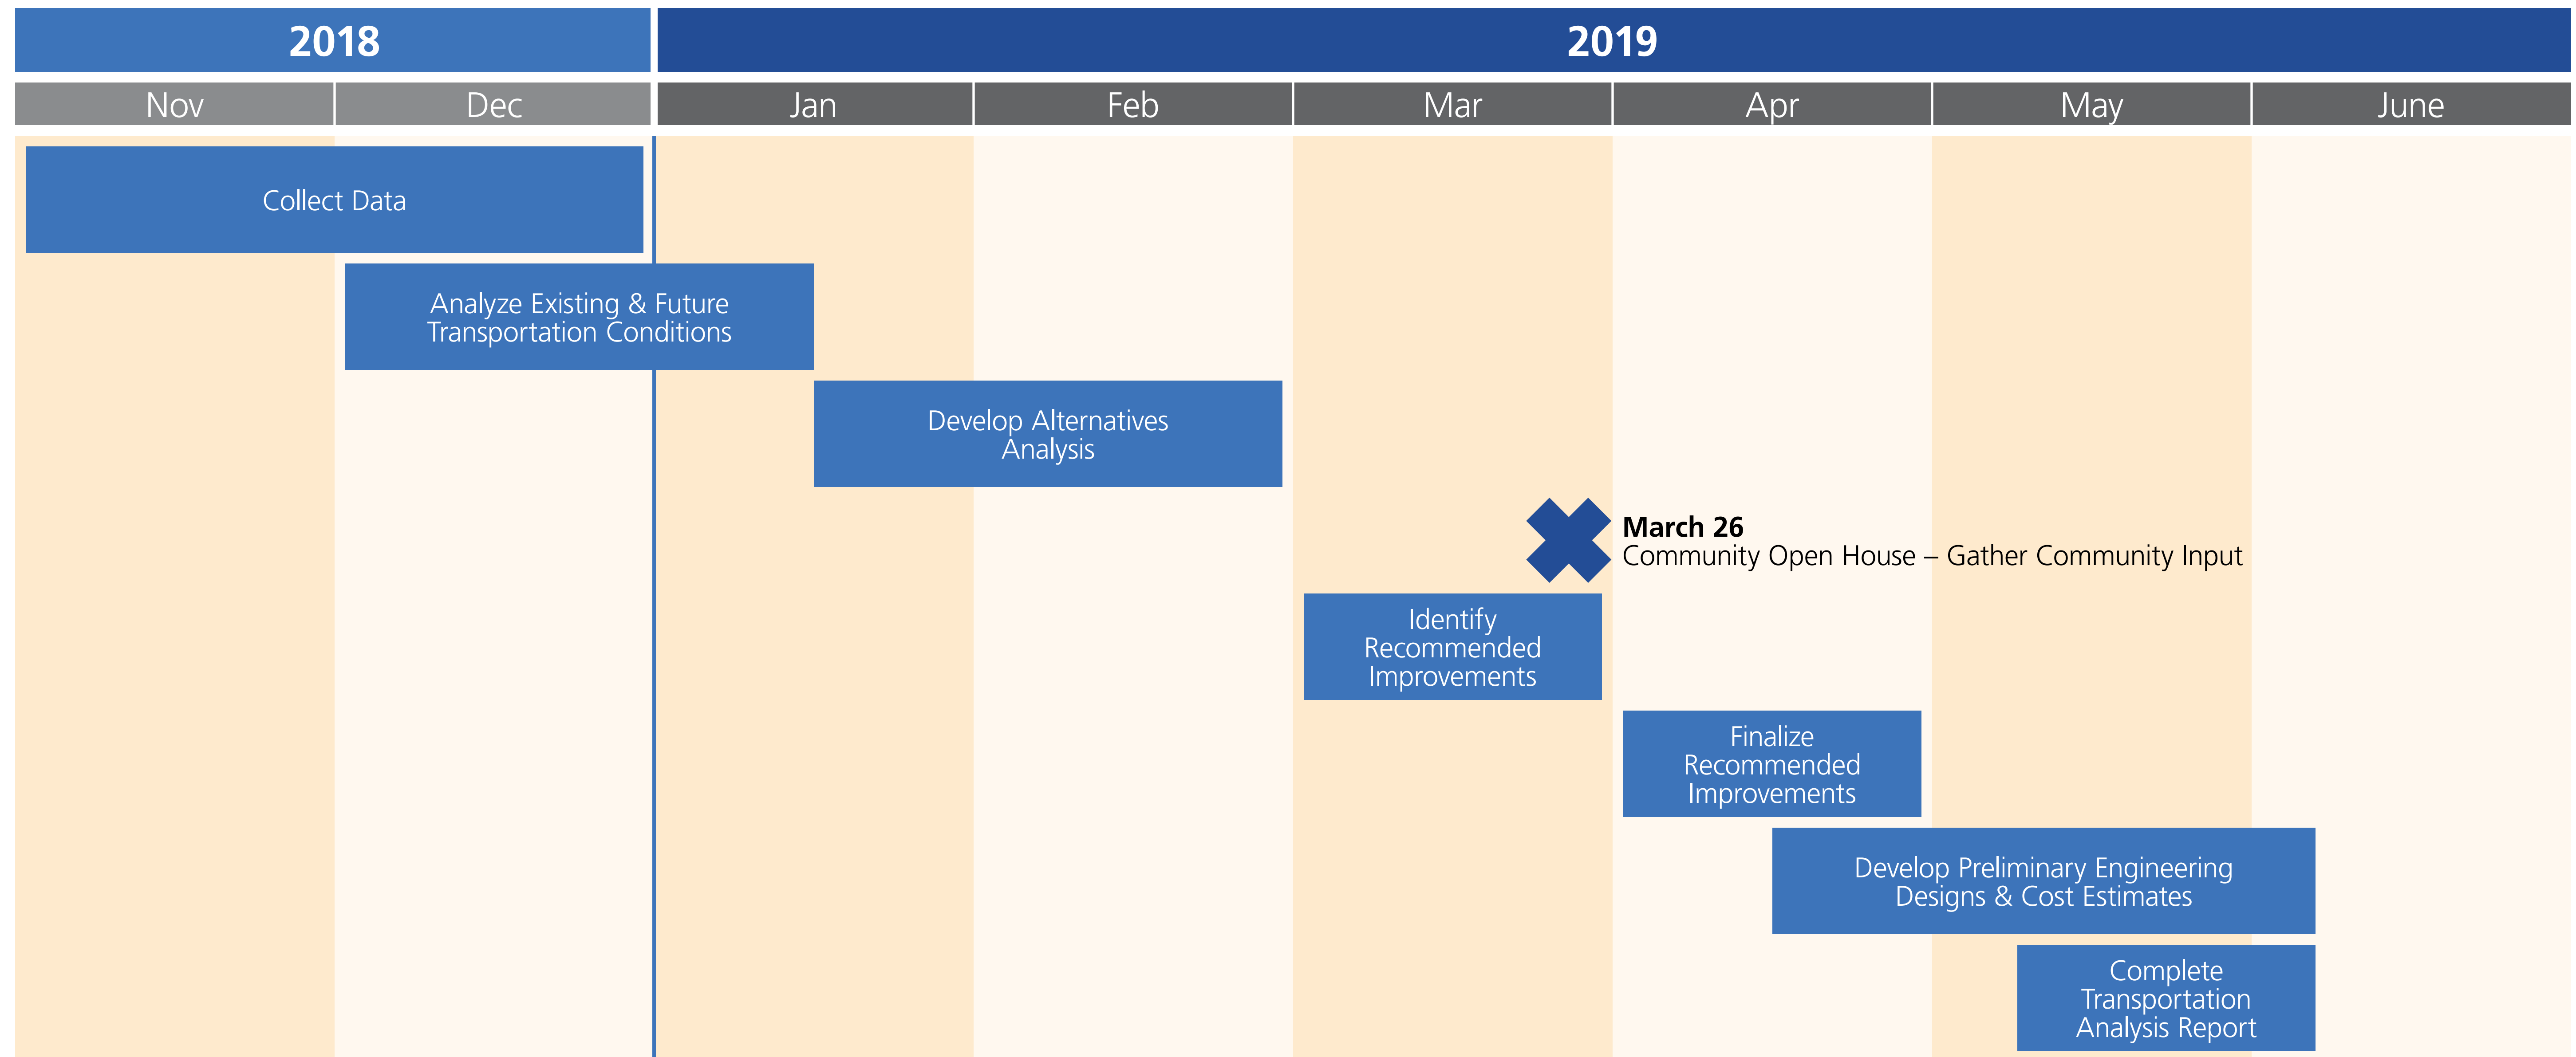 2018
2019
Nov
Dec
Jan
Feb
Mar
Apr
May
June
Collect Data
Analyze Existing & Future
Transportation Conditions
Develop Alternatives
Analysis
March 26
Community Open House – Gather Community Input
Identify
Recommended
Improvements
Finalize
Recommended
Improvements
Develop Preliminary Engineering
Designs & Cost Estimates
Complete
Transportation
Analysis Report